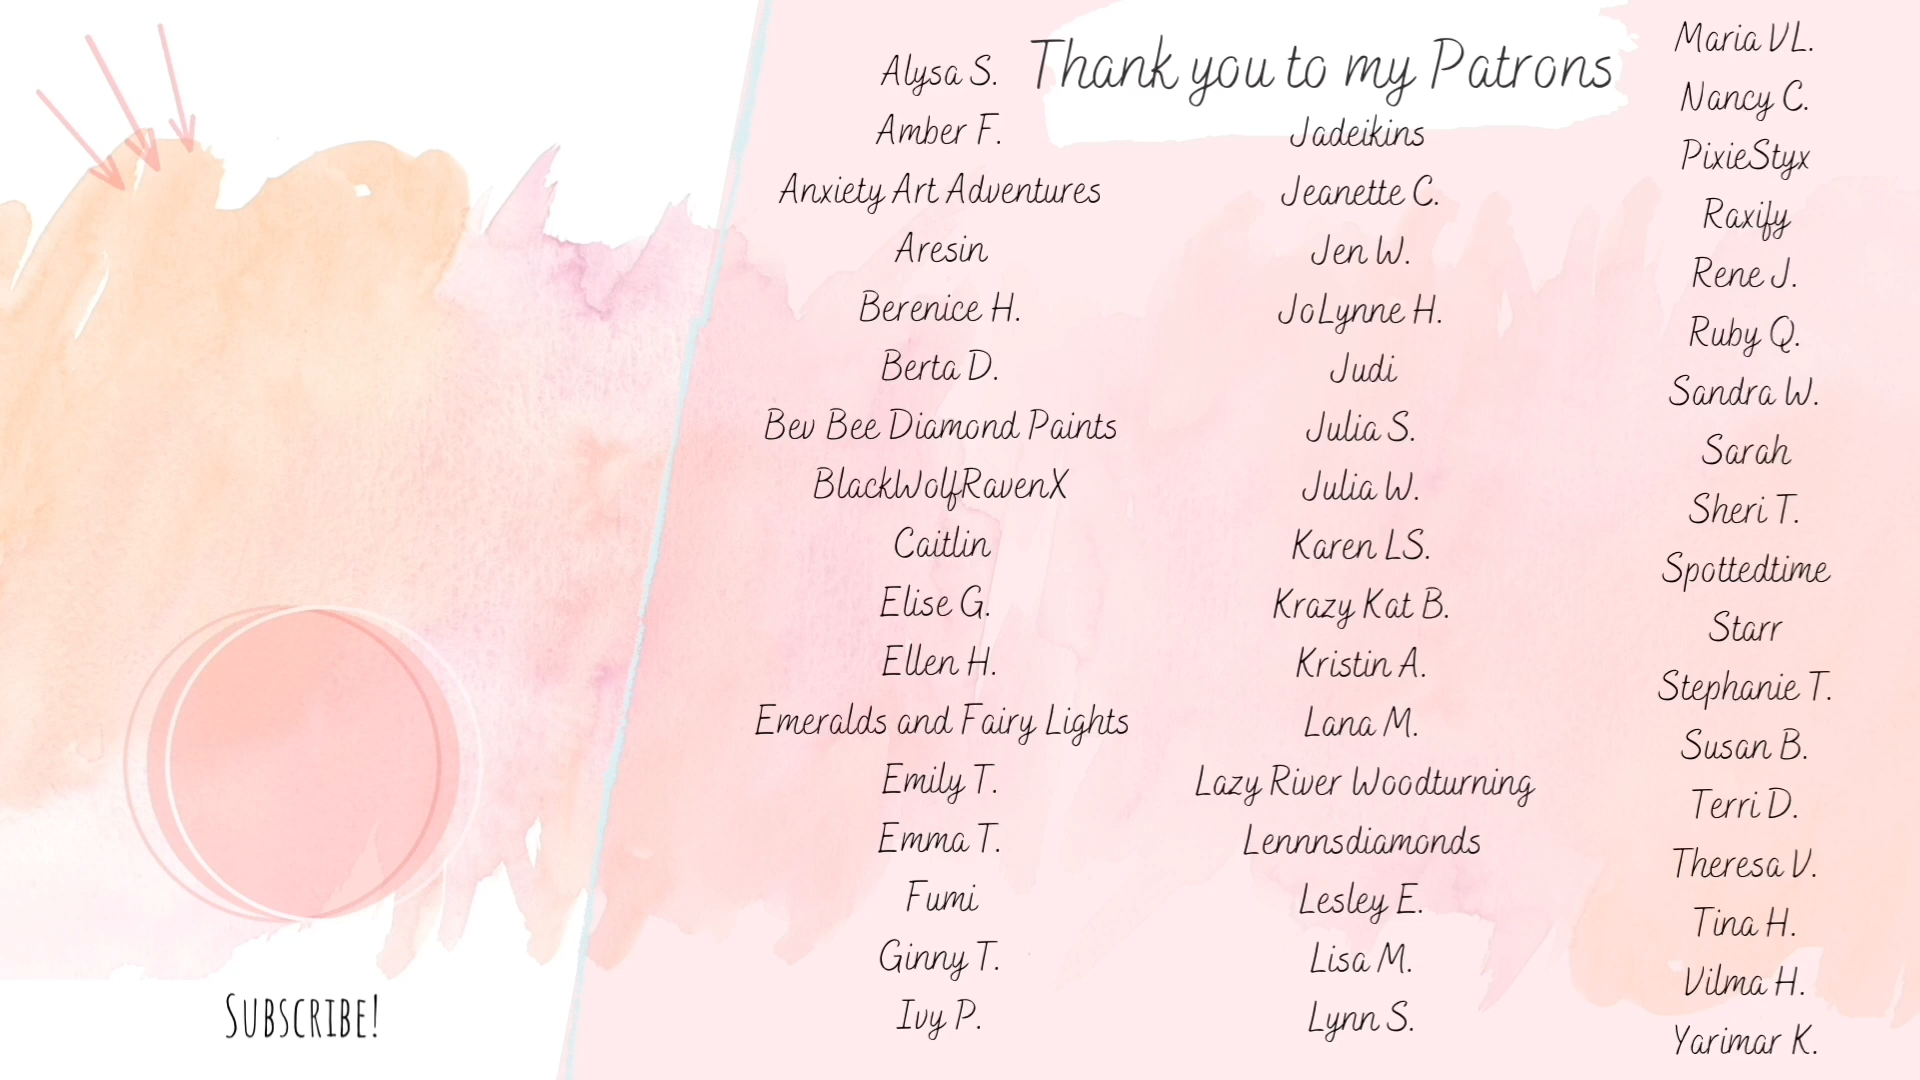 Thank you to my Patrons
Alysa S.
Amber F.
Anxiety Art Adventures
Aresin
Berenice H.
Berta D.
Bev Bee Diamond Paints
BlackWolfRavenX
Caitlin
Elise G.
Ellen H.
Emeralds and Fairy Lights
Emily T.
Emma T.
Fumi
Ginny T.
Ivy P.
Jadeikins
Jeanette C.
Jen W.
JoLynne H.
Judi
Julia S.
Julia W.
Karen LS.
Krazy Kat B.
Kristin A.
Lana M.
Lazy River Woodturning
Lennnsdiamonds
Lesley E.
Lisa M.
Lynn S.
Maria VL.
Nancy C.
PixieStyx
Raxify
Rene J.
Ruby Q.
Sandra W.
Sarah
Sheri T.
Spottedtime
Starr
Stephanie T.
Susan B.
Terri D.
Theresa V.
Tina H.
Vilma H.
Yarimar K.
Subscribe!